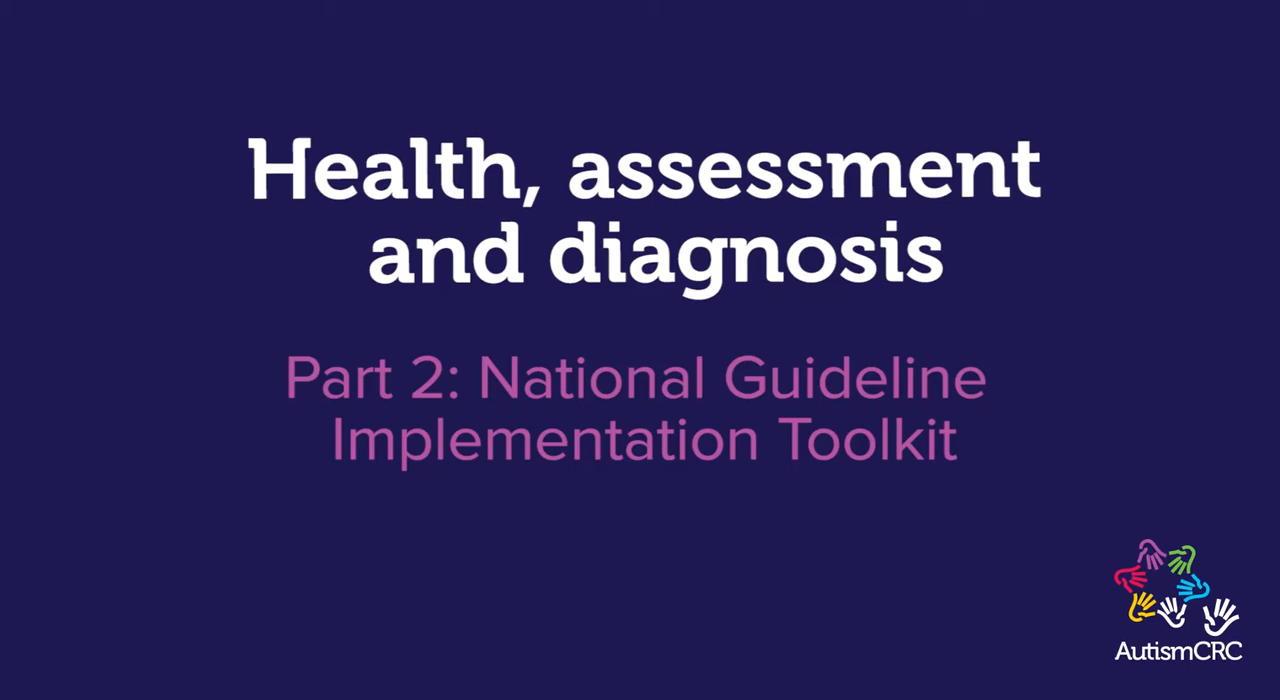 Health, assessment
and diagnosis
Part 2: National Guideline
Implementation Toolkit
AutismCRC